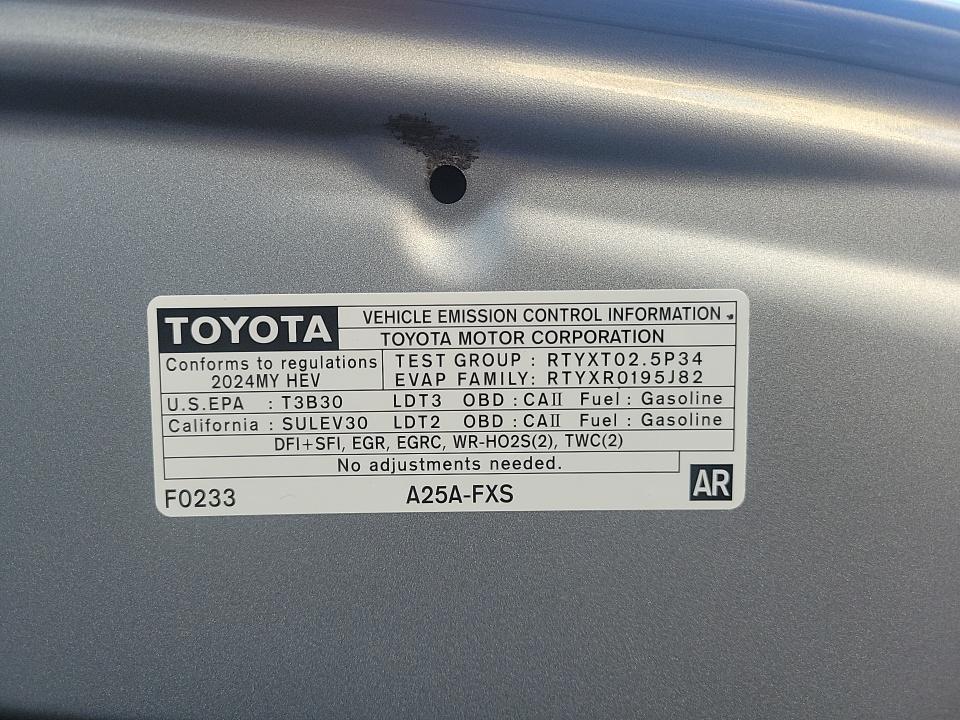 TOYOTA
VEHICLE EMISSION CONTROL INFORMATION
TOYOTA MOTOR CORPORATION
Conforms to regulations
2024MY HEV
TEST GROUP : RTYXT02.5P34
EVAP FAMILY: RTYXR0195J82
U.S.EPA : T3B30 LDT3 OBD : CAII Fuel : Gasoline
California : SULEV30 LDT2 OBD : CAII Fuel : Gasoline
DFI+SFI, EGR, EGRC, WR-HO2S(2), TWC(2)
No adjustments needed.
F0233 A25A-FXS AR